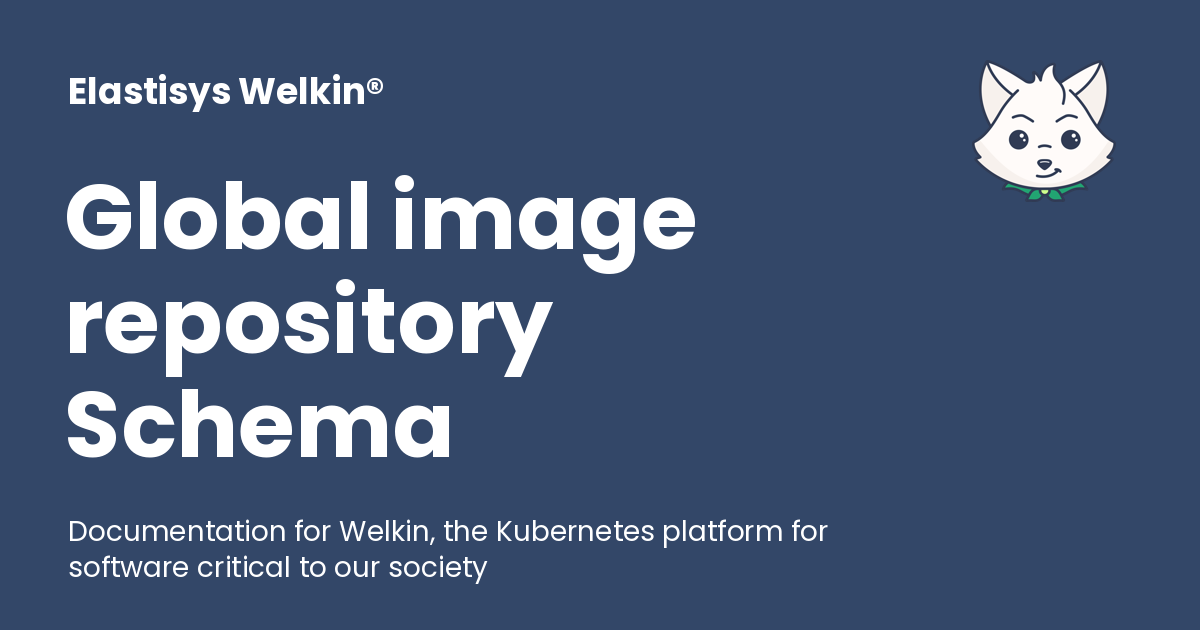 Elastisys Welkin®
Global image
repository
Schema
Documentation for Welkin, the Kubernetes platform for
software critical to our society